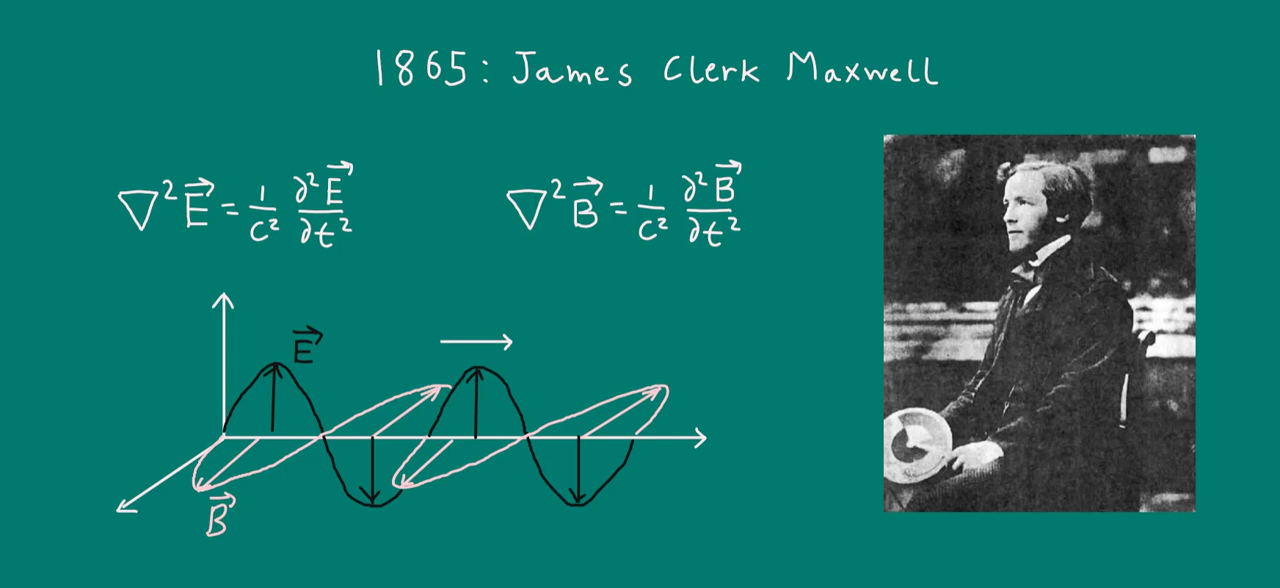 1865: James Clerk Maxwell
∇²E⃗ = 1/c² ∂²E⃗/∂t²
∇²B⃗ = 1/c² ∂²B⃗/∂t²
E⃗
B⃗